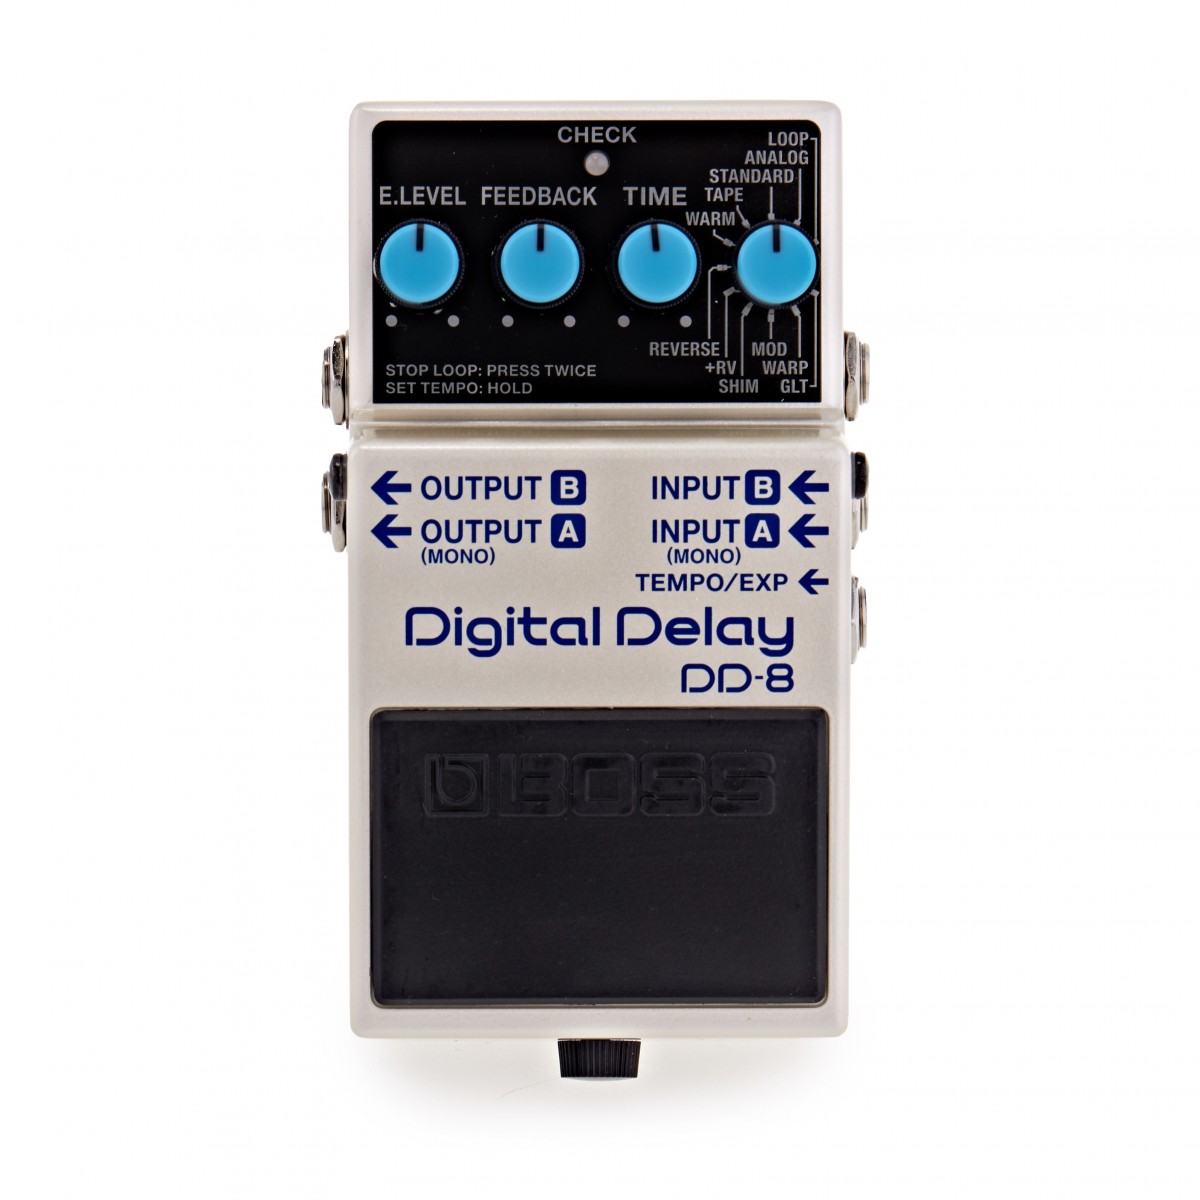 CHECK
LOOP
ANALOG
STANDARD
TAPE
WARM
E.LEVEL FEEDBACK TIME
REVERSE MOD
+RV WARP
SHIM GLT
STOP LOOP: PRESS TWICE
SET TEMPO: HOLD
OUTPUT B INPUT B
OUTPUT A INPUT A
(MONO) (MONO)
TEMPO/EXP
Digital Delay
DD-8
b BOSS